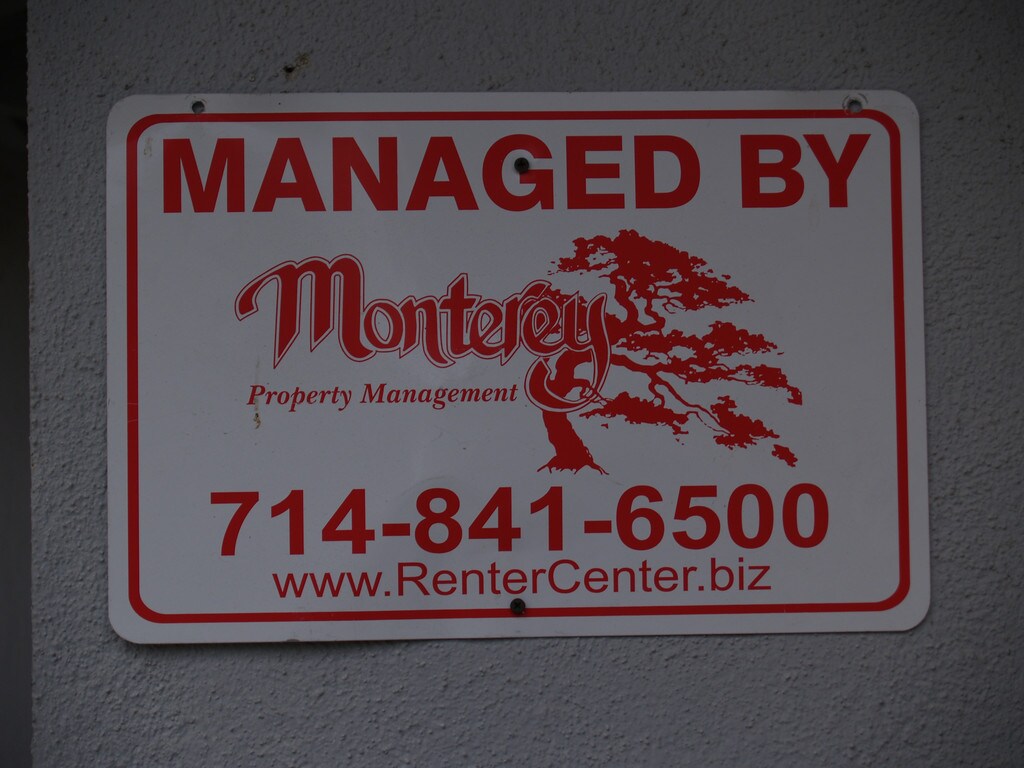 MANAGED BY
Monterey
Property Management
714-841-6500
www.RenterCenter.biz